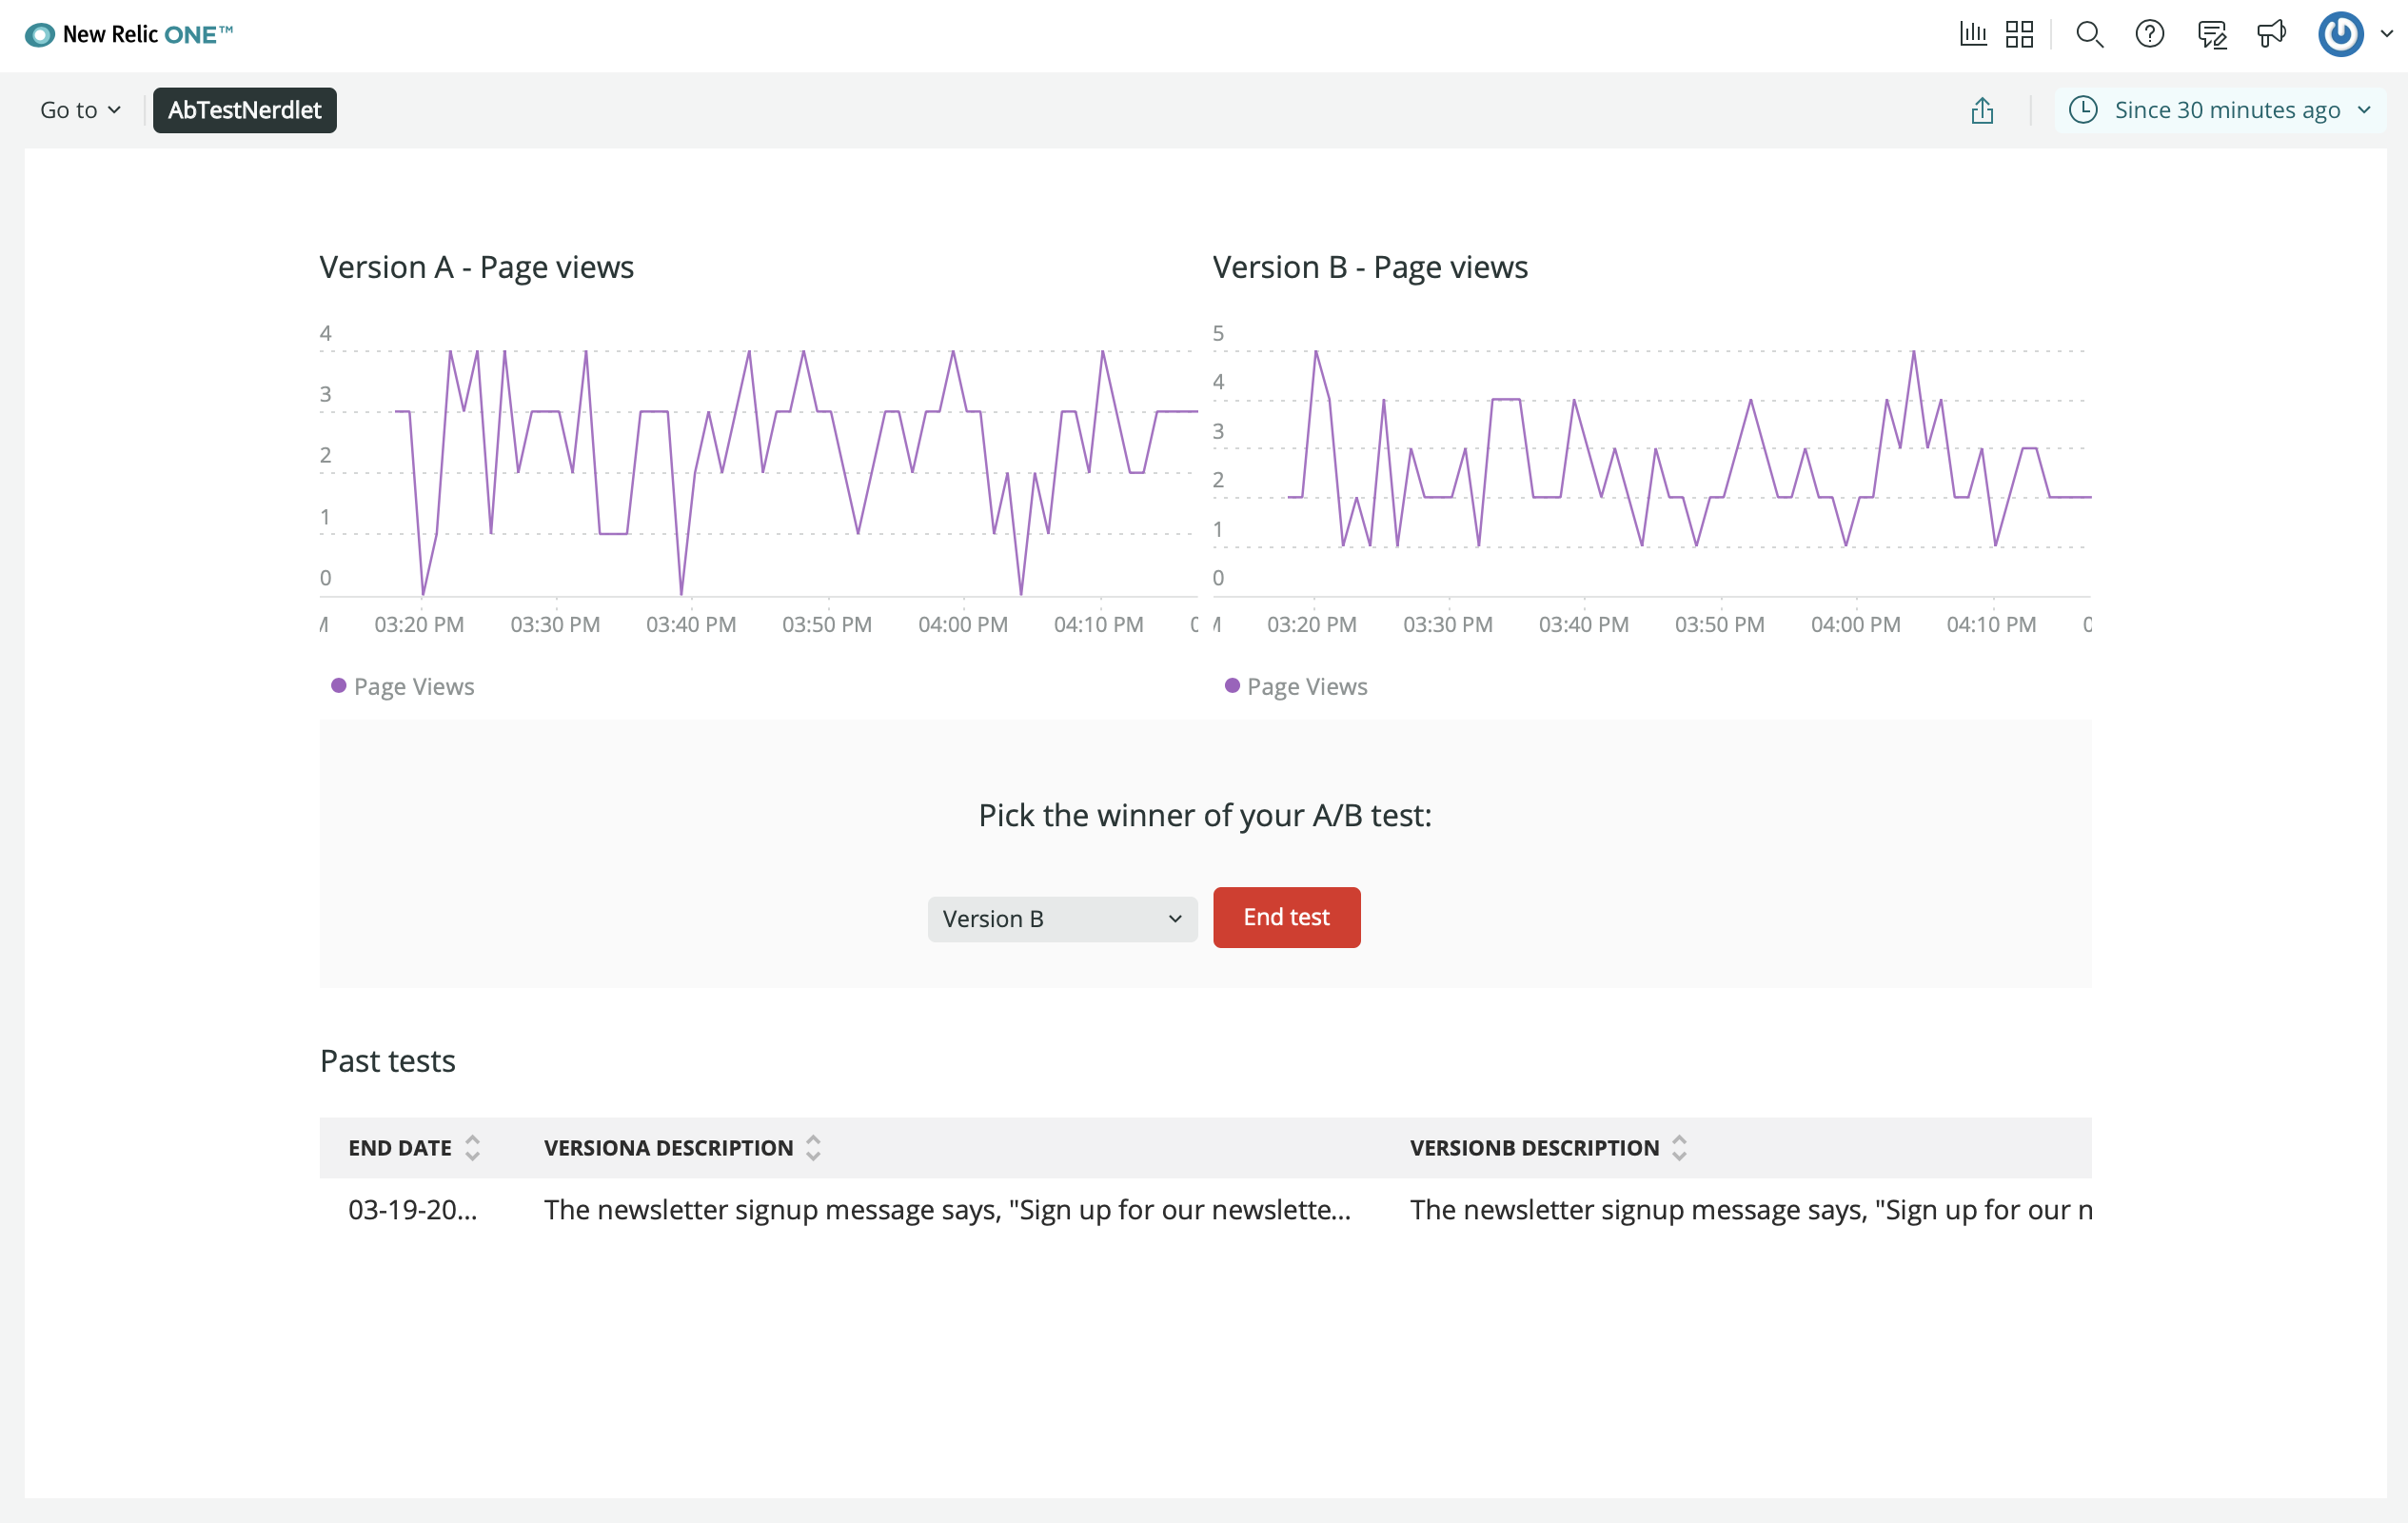 New Relic ONE™
Go to
AbTestNerdlet
Since 30 minutes ago
Version A - Page views
4
3
2
1
0
03:20 PM 03:30 PM 03:40 PM 03:50 PM 04:00 PM 04:10 PM
Page Views
Version B - Page views
5
4
3
2
1
0
03:20 PM 03:30 PM 03:40 PM 03:50 PM 04:00 PM 04:10 PM
Page Views
Pick the winner of your A/B test:
Version B
End test
Past tests
END DATE VERSIONA DESCRIPTION VERSIONB DESCRIPTION
03-19-20... The newsletter signup message says, "Sign up for our newslette... The newsletter signup message says, "Sign up for our n